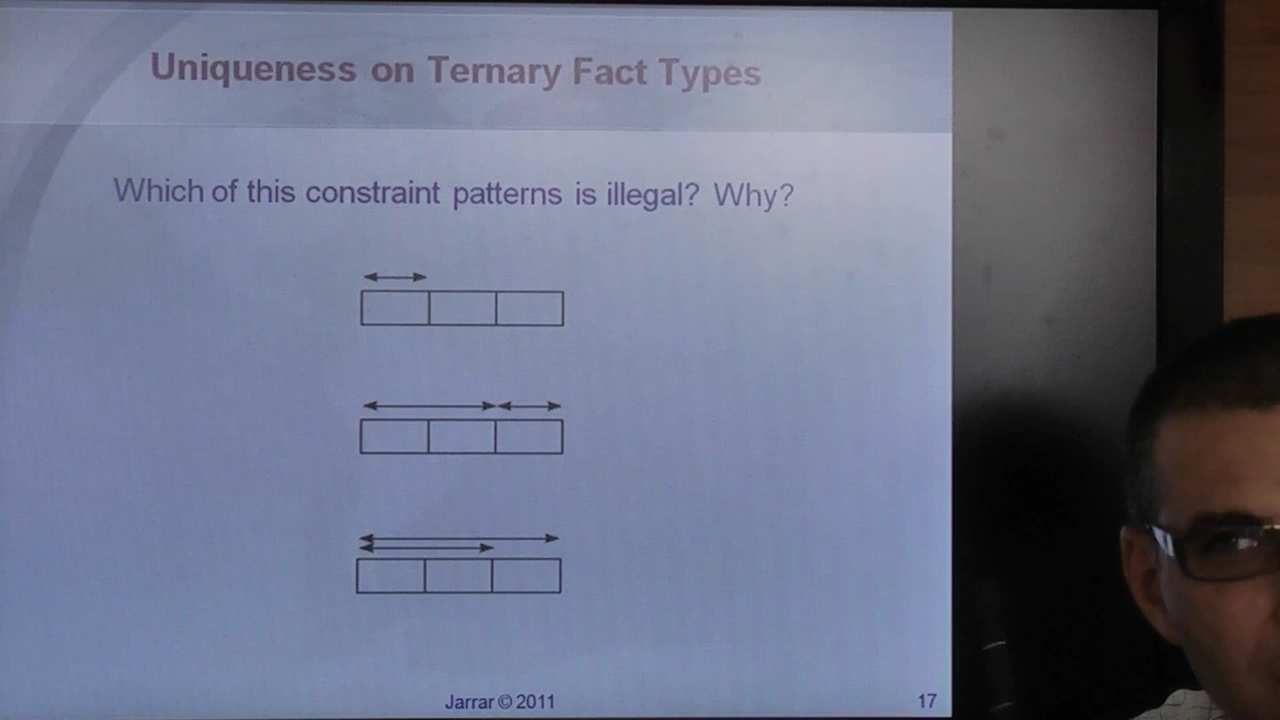 Uniqueness on Ternary Fact Types
Which of this constraint patterns is illegal? Why?
Jarrar © 2011
17